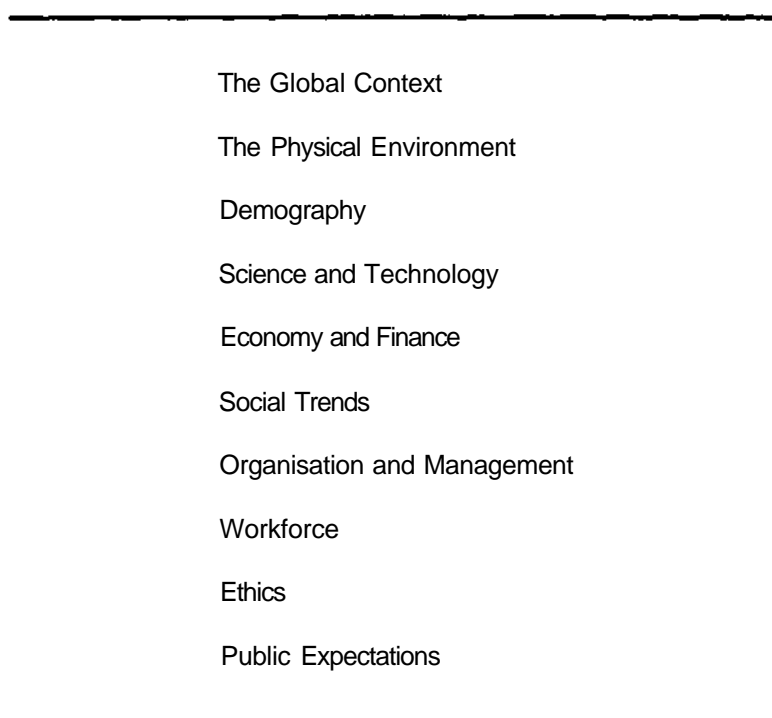 The Global Context
The Physical Environment
Demography
Science and Technology
Economy and Finance
Social Trends
Organisation and Management
Workforce
Ethics
Public Expectations